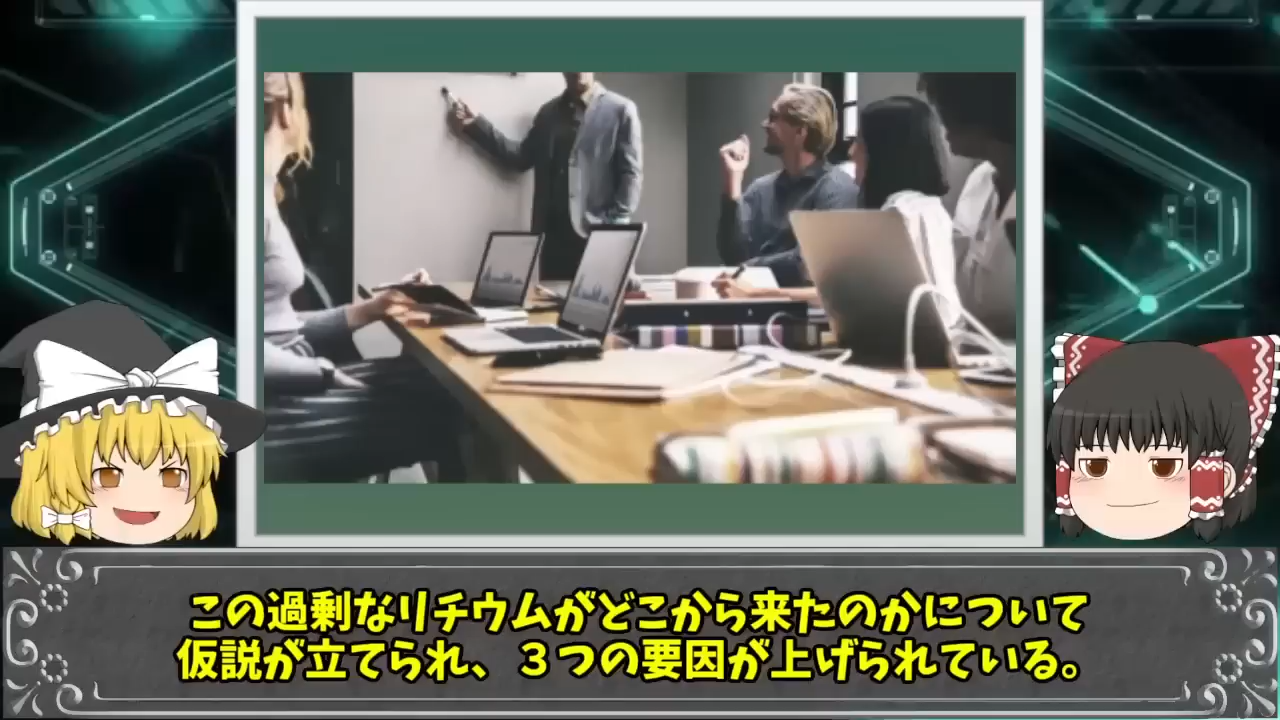 この過剰なリチウムがどこから来たのかについて
仮説が立てられ、３つの要因が上げられている。